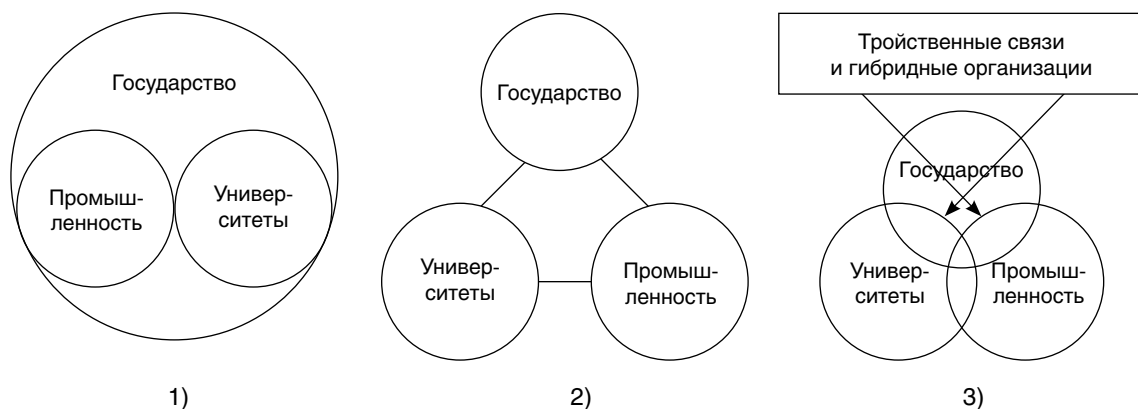 Государство
Промыш-
ленность
Универ-
ситеты
1)
Государство
Универ-
ситеты
Промыш-
ленность
2)
Тройственные связи
и гибридные организации
Государство
Универ-
ситеты
Промыш-
ленность
3)